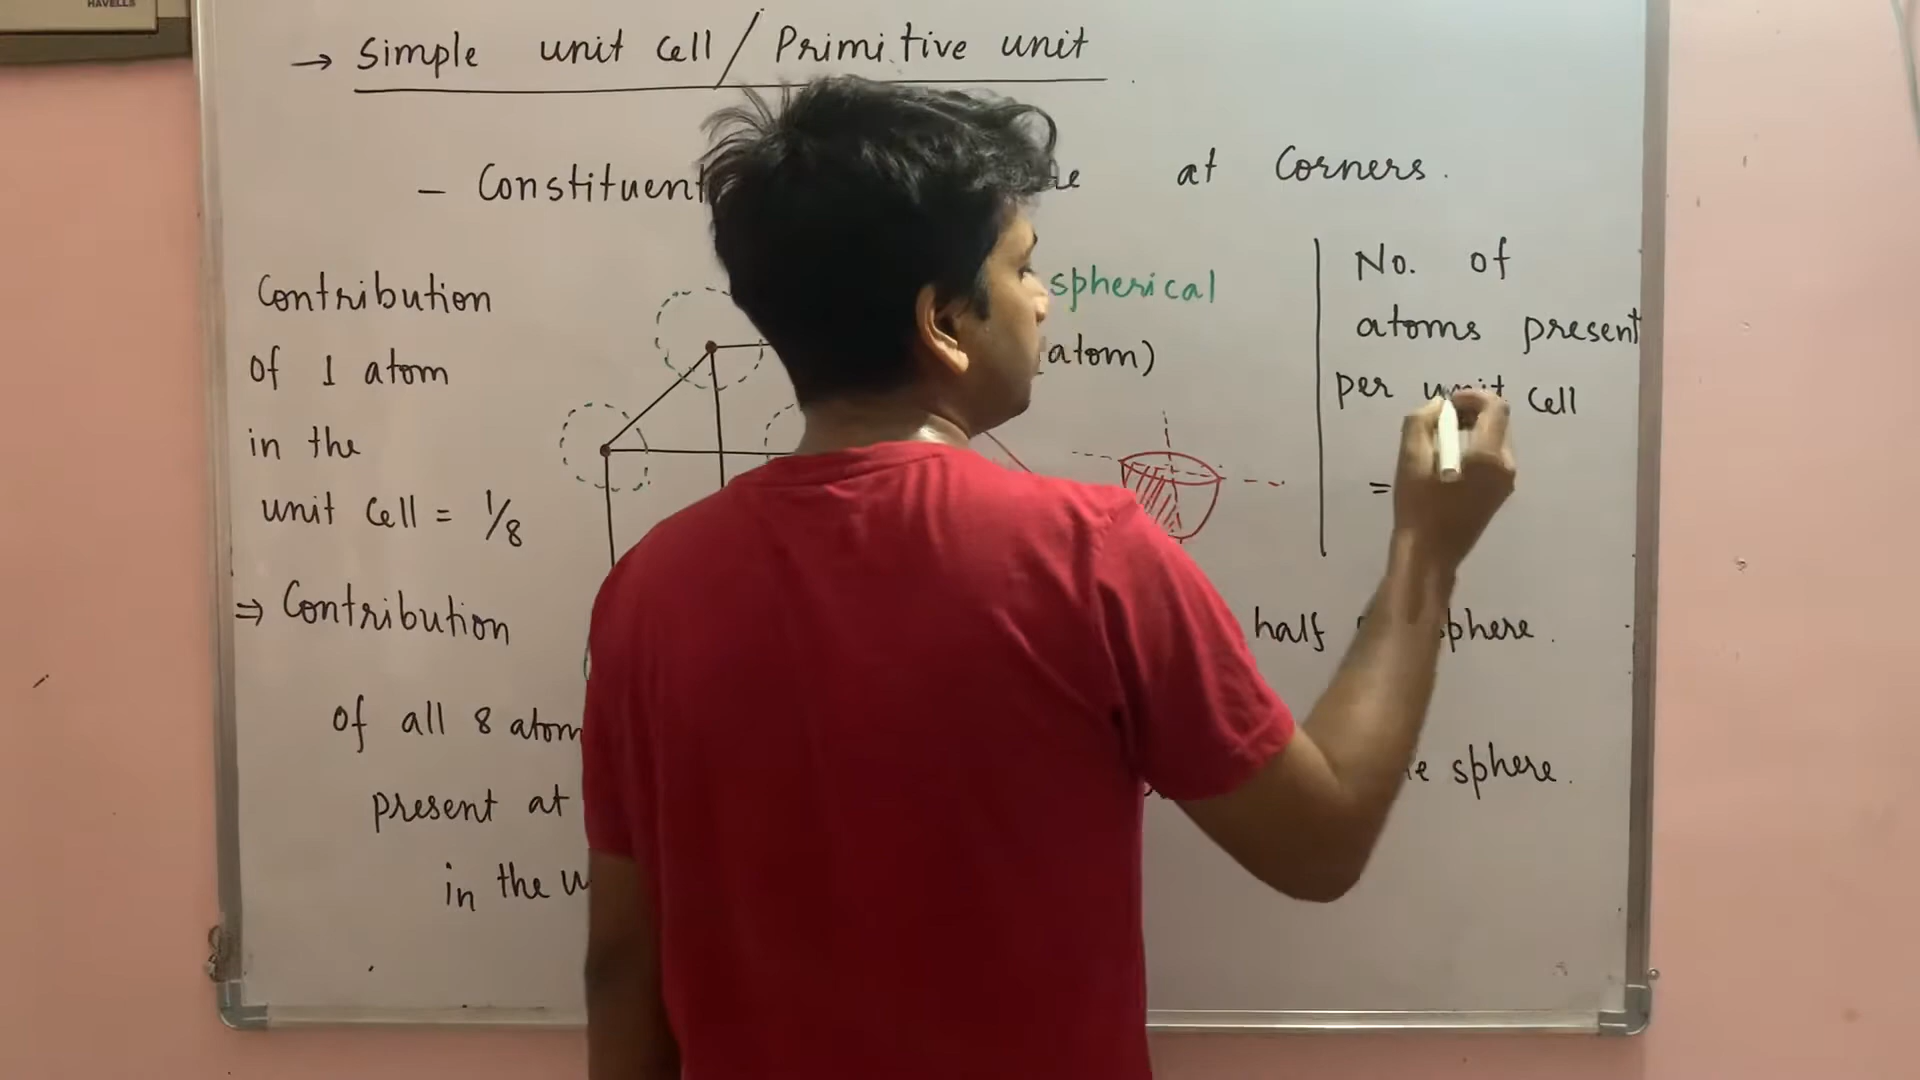 HAVELLS
→ Simple unit cell / Primitive unit
– Constituent at Corners.
Contribution
of 1 atom
in the
unit cell = 1/8
⇒ Contribution
of all 8 atom
present at
in the
spherical
atom)
No. of
atoms present
per unit cell
=
half sphere.
sphere.